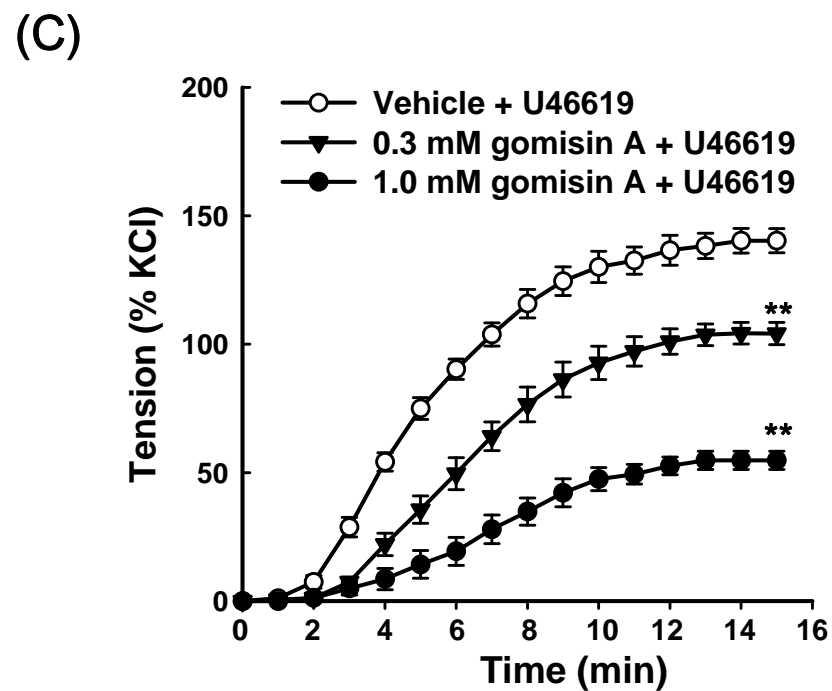 (C)
200
Vehicle + U46619
0.3 mM gomisin A + U46619
1.0 mM gomisin A + U46619
150
Tension (% KCl)
**
100
**
50
0
0 2 4 6 8 10 12 14 16
Time (min)